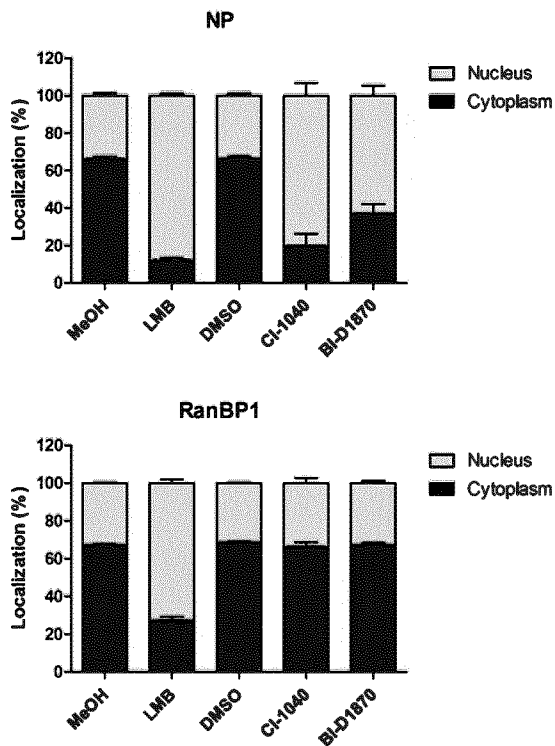 NP
Localization (%)
120
100
80
60
40
20
0
Nucleus
Cytoplasm
MeOH
LMB
DMSO
CI-1040
BI-D1870
RanBP1
Localization (%)
120
100
80
60
40
20
0
Nucleus
Cytoplasm
MeOH
LMB
DMSO
CI-1040
BI-D1870